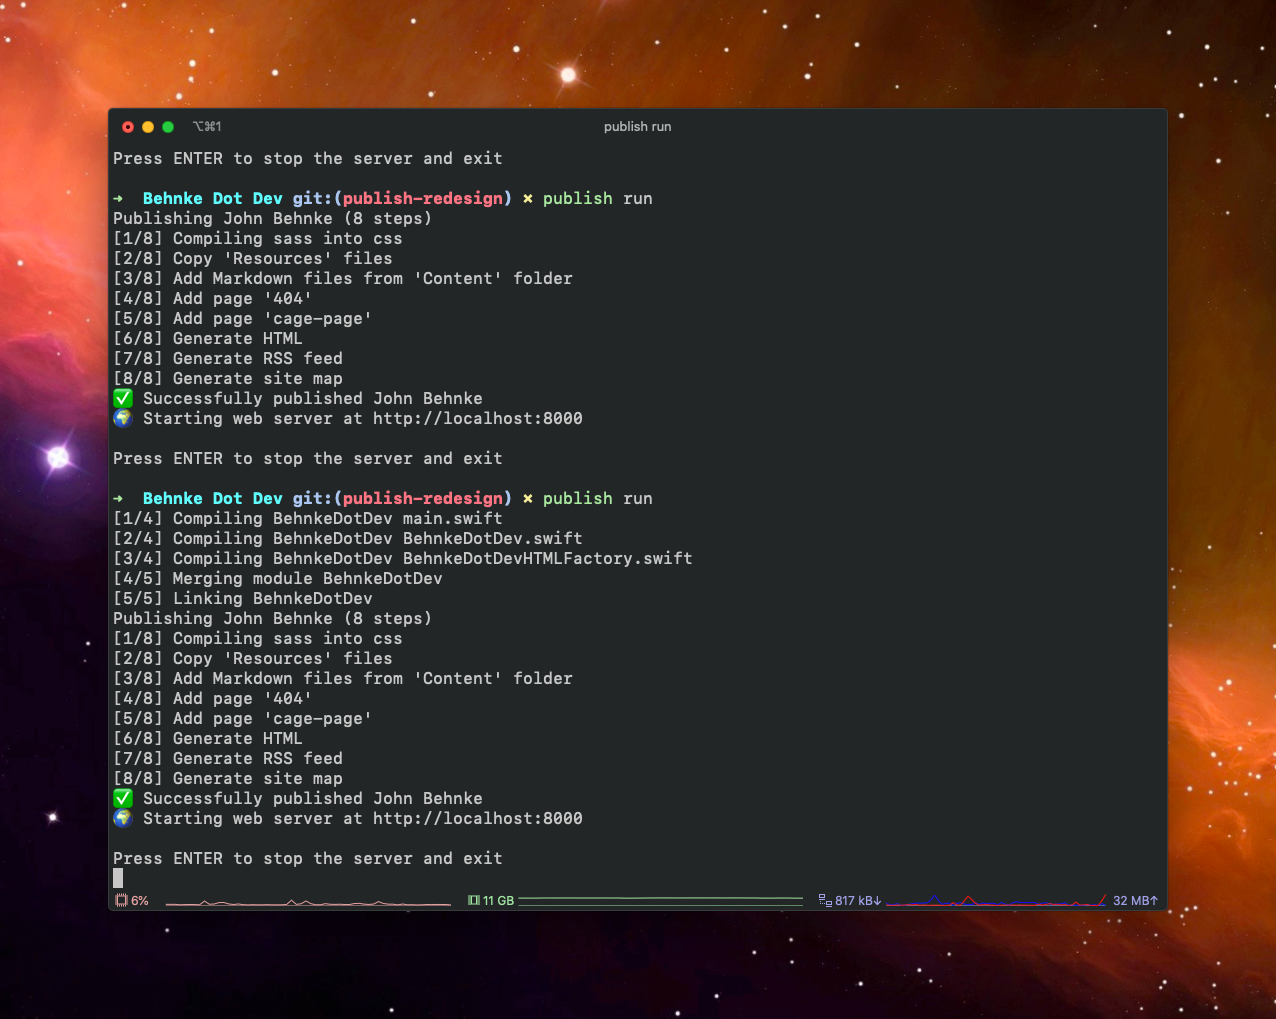 ⌥⌘1
publish run
Press ENTER to stop the server and exit
➜ Behnke Dot Dev git:(publish-redesign) ✗ publish run
Publishing John Behnke (8 steps)
[1/8] Compiling sass into css
[2/8] Copy 'Resources' files
[3/8] Add Markdown files from 'Content' folder
[4/8] Add page '404'
[5/8] Add page 'cage-page'
[6/8] Generate HTML
[7/8] Generate RSS feed
[8/8] Generate site map
✅ Successfully published John Behnke
🌍 Starting web server at http://localhost:8000
Press ENTER to stop the server and exit
➜ Behnke Dot Dev git:(publish-redesign) ✗ publish run
[1/4] Compiling BehnkeDotDev main.swift
[2/4] Compiling BehnkeDotDev BehnkeDotDev.swift
[3/4] Compiling BehnkeDotDev BehnkeDotDevHTMLFactory.swift
[4/5] Merging module BehnkeDotDev
[5/5] Linking BehnkeDotDev
Publishing John Behnke (8 steps)
[1/8] Compiling sass into css
[2/8] Copy 'Resources' files
[3/8] Add Markdown files from 'Content' folder
[4/8] Add page '404'
[5/8] Add page 'cage-page'
[6/8] Generate HTML
[7/8] Generate RSS feed
[8/8] Generate site map
✅ Successfully published John Behnke
🌍 Starting web server at http://localhost:8000
Press ENTER to stop the server and exit
6% 11 GB 817 kB↓ 32 MB↑